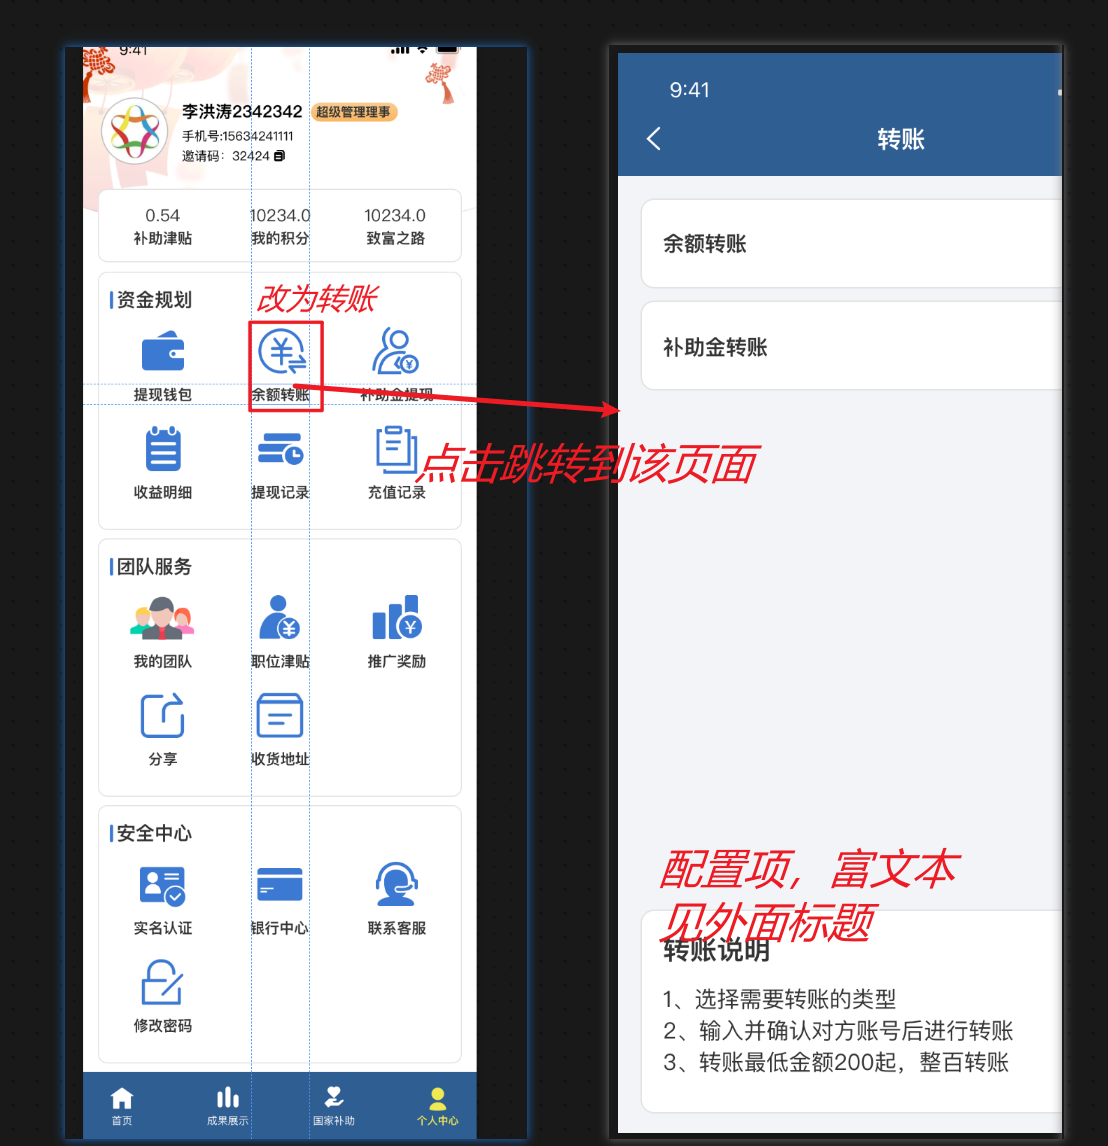 9:41
李洪涛2342342 超级管理理事
手机号:15634241111
邀请码：32424
0.54 10234.0 10234.0
补助津贴 我的积分 致富之路
资金规划
改为转账
提现钱包 余额转账 补助金提现
收益明细 提现记录 充值记录
点击跳转到该页面
团队服务
我的团队 职位津贴 推广奖励
分享 收货地址
安全中心
实名认证 银行中心 联系客服
修改密码
首页 成果展示 国家补助 个人中心
9:41
转账
余额转账
补助金转账
配置项，富文本
见外面标题
转账说明
1、选择需要转账的类型
2、输入并确认对方账号后进行转账
3、转账最低金额200起，整百转账